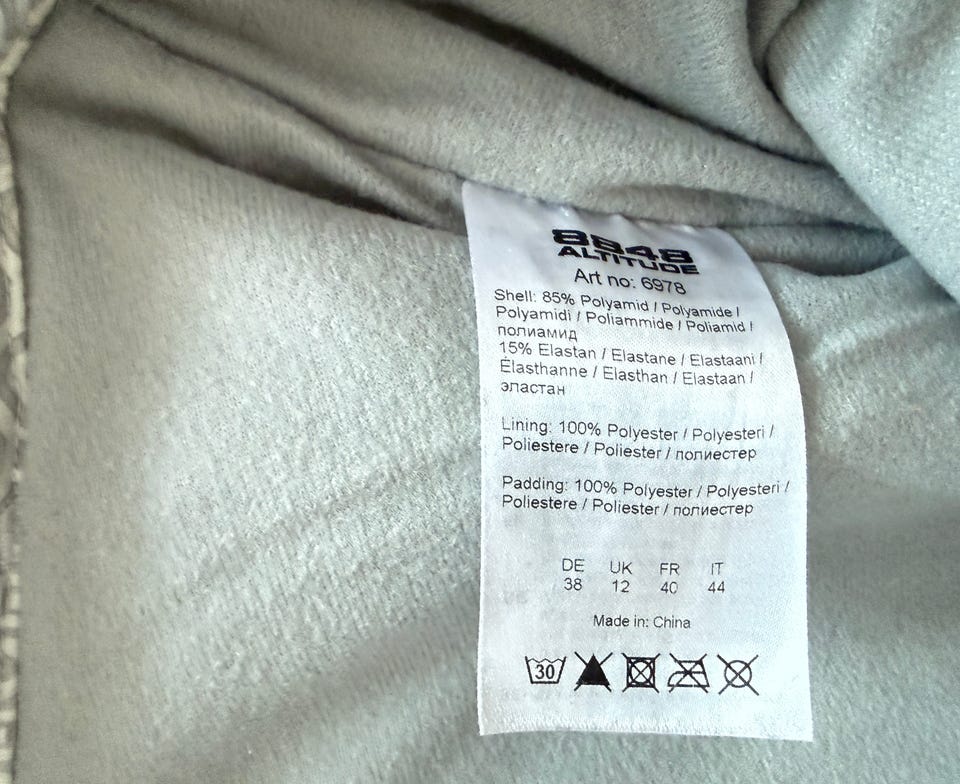 8848
ALTITUDE
Art no: 6978
Shell: 85% Polyamid / Polyamide /
Polyamidi / Poliammide / Poliamid /
полиамид
15% Elastan / Elastane / Elastaani /
Élasthanne / Elasthan / Elastaan /
эластан
Lining: 100% Polyester / Polyesteri /
Poliestere / Poliester / полиестер
Padding: 100% Polyester / Polyesteri /
Poliestere / Poliester / полиестер
DE UK FR IT
38 12 40 44
Made in: China
30